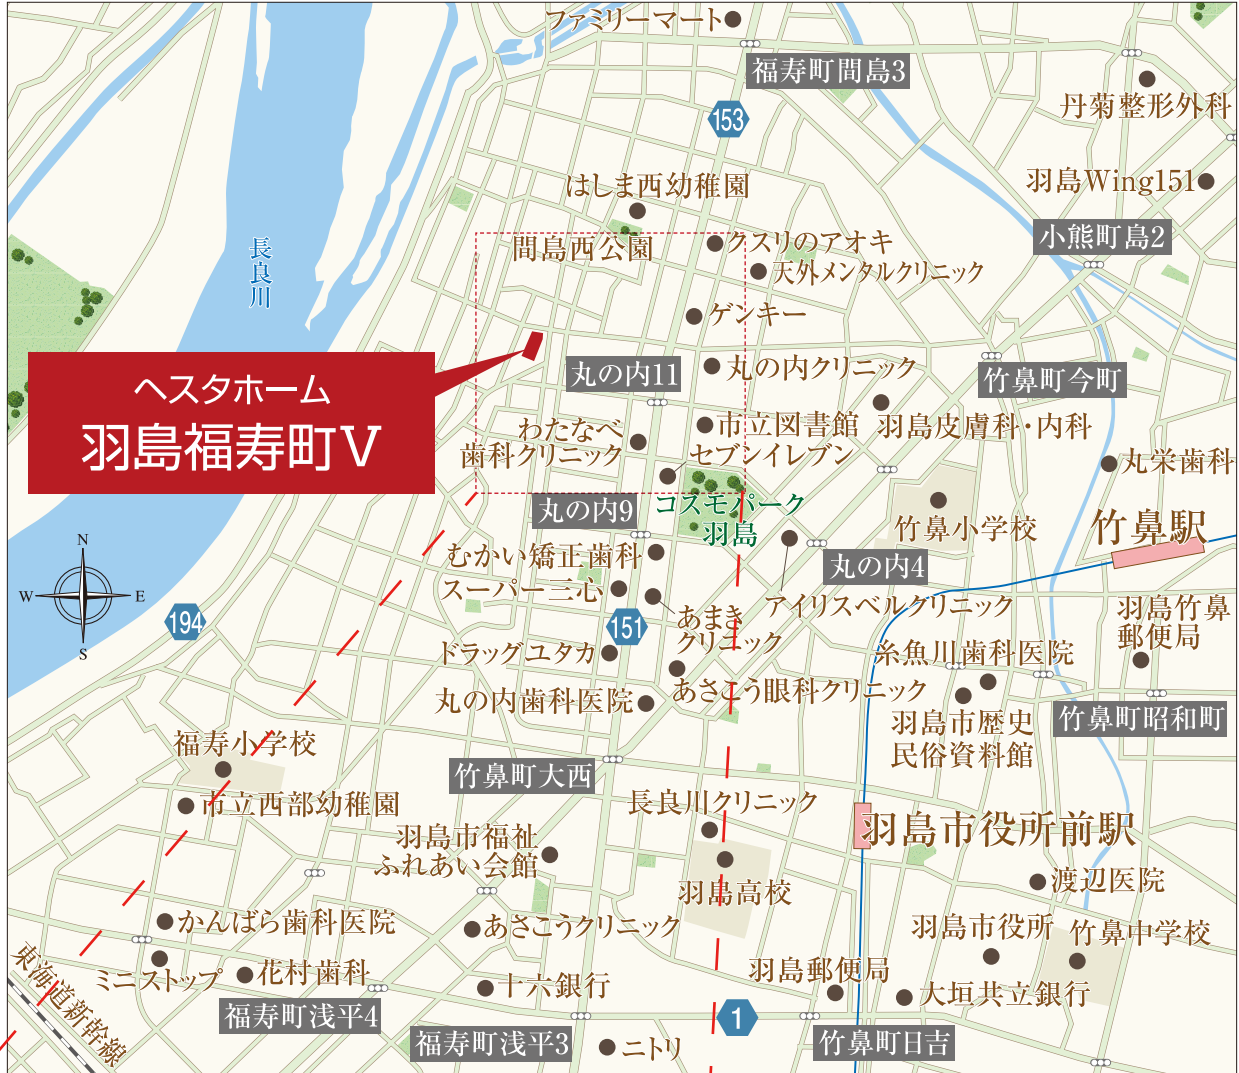 ファミリーマート
福寿町間島3
丹菊整形外科
153
羽島Wing151
はしま西幼稚園
小熊町島2
間島西公園
クスリのアオキ
天外メンタルクリニック
長良川
ゲンキー
ヘスタホーム
羽島福寿町Ⅴ
丸の内11
丸の内クリニック
竹鼻町今町
市立図書館
羽島皮膚科・内科
わたなべ
歯科クリニック
セブンイレブン
丸栄歯科
コスモパーク
羽島
丸の内9
竹鼻小学校
竹鼻駅
むかい矯正歯科
丸の内4
スーパー三心
アイリスベルクリニック
N
W
E
S
194
151
あまき
クリニック
羽島竹鼻
郵便局
ドラッグユタカ
糸魚川歯科医院
あさこう眼科クリニック
丸の内歯科医院
羽島市歴史
民俗資料館
竹鼻町昭和町
福寿小学校
竹鼻町大西
市立西部幼稚園
長良川クリニック
羽島市福祉
ふれあい会館
羽島市役所前駅
羽島高校
渡辺医院
かんばら歯科医院
あさこうクリニック
羽島市役所
竹鼻中学校
東海道新幹線
ミニストップ
花村歯科
十六銀行
羽島郵便局
大垣共立銀行
福寿町浅平4
1
福寿町浅平3
ニトリ
竹鼻町日吉